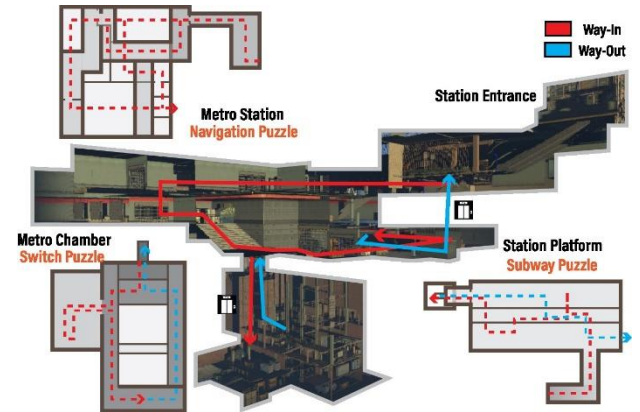 Way-In
Way-Out
Station Entrance
Metro Station
Navigation Puzzle
Metro Chamber
Switch Puzzle
Station Platform
Subway Puzzle